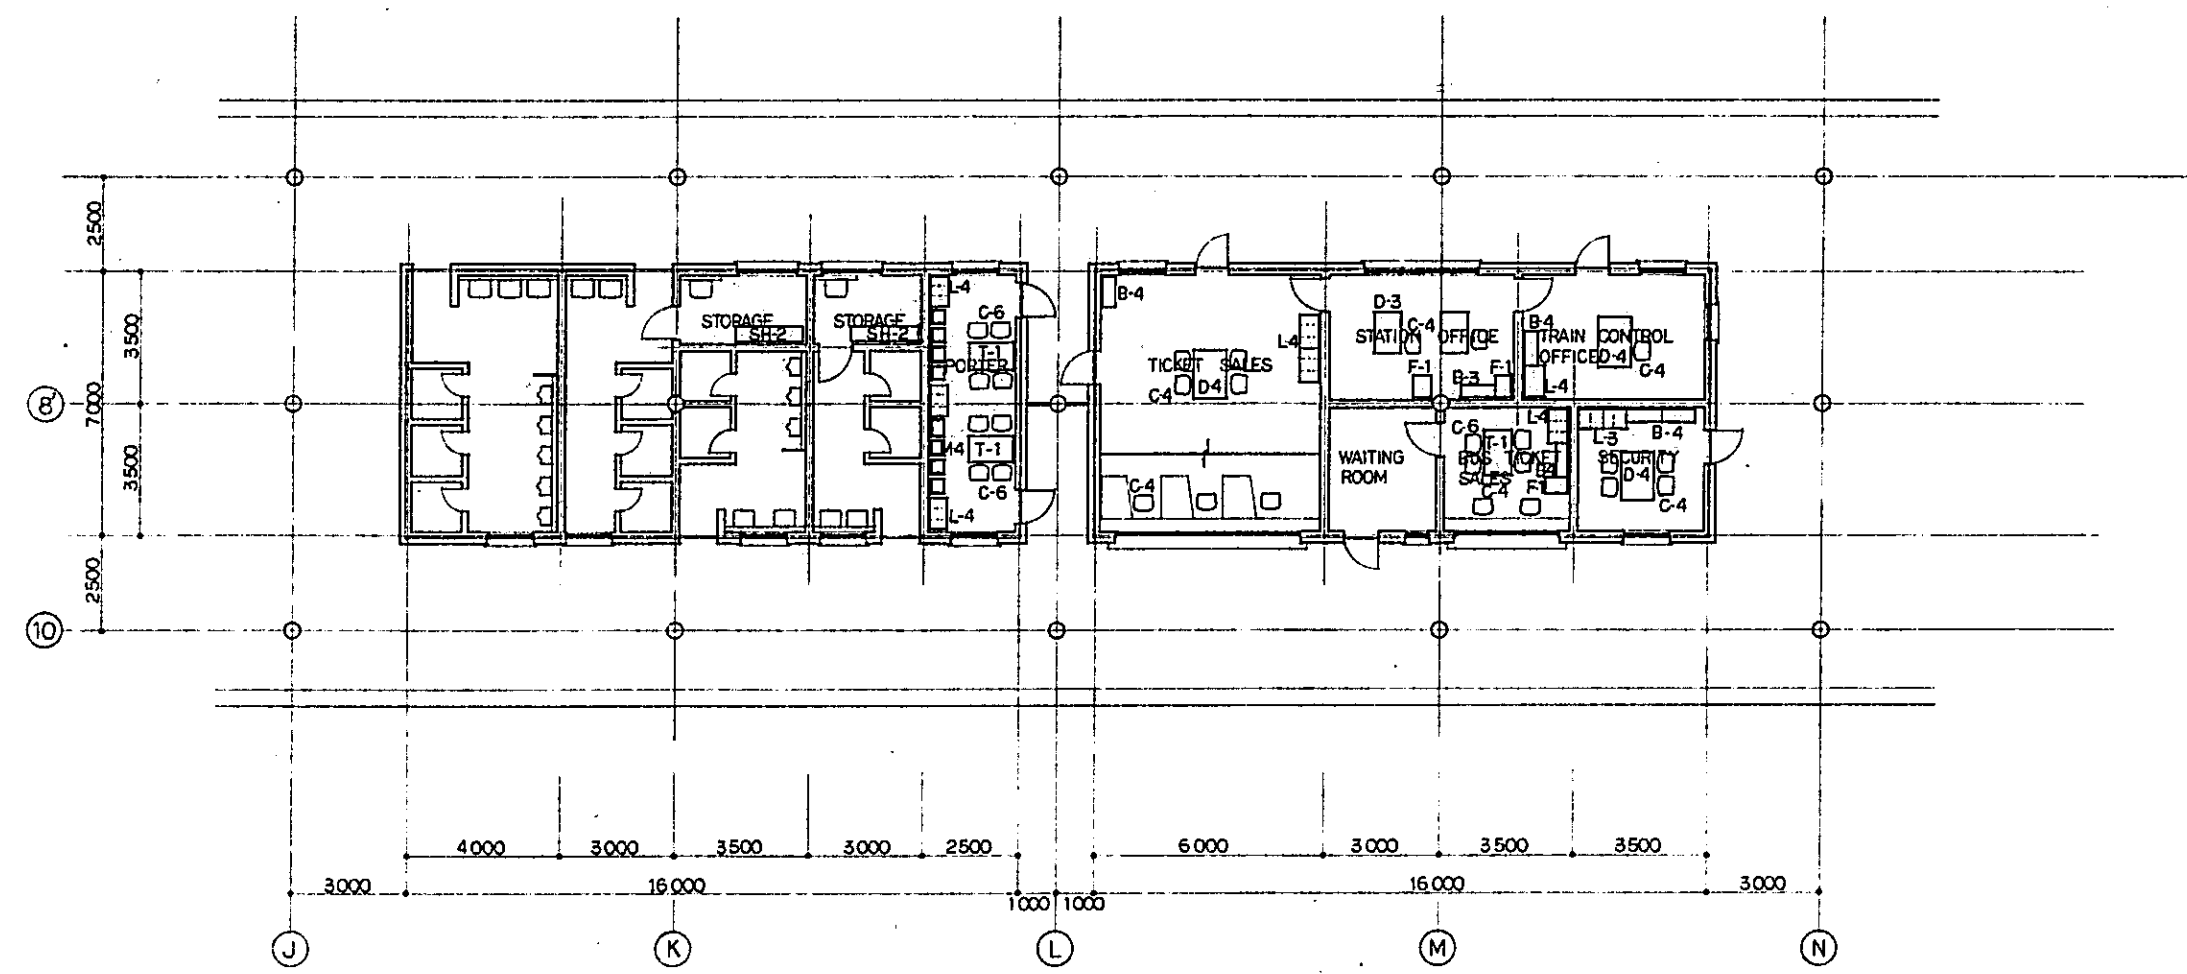 2500
3500
7000
3500
2500
8'
10
STORAGE
SH-2
STORAGE
SH-2
L-4
C-6
T-1
PORTER
T-1
C-6
L-4
B-4
L-4
TICKET SALES
C-4
D-4
C-4
D-3
C-4
STATION OFFICE
F-1
B-3
F-1
B-4
TRAIN CONTROL
OFFICE
D-4
C-4
L-4
WAITING
ROOM
C-6
L-4
T-1
BUS TICKET
SALES
C-4
F-1
L-3
B-4
SECURITY
D-4
C-4
4000
3000
3500
3000
2500
6000
3000
3500
3500
3000
16000
1000
1000
16000
3000
J
K
L
M
N